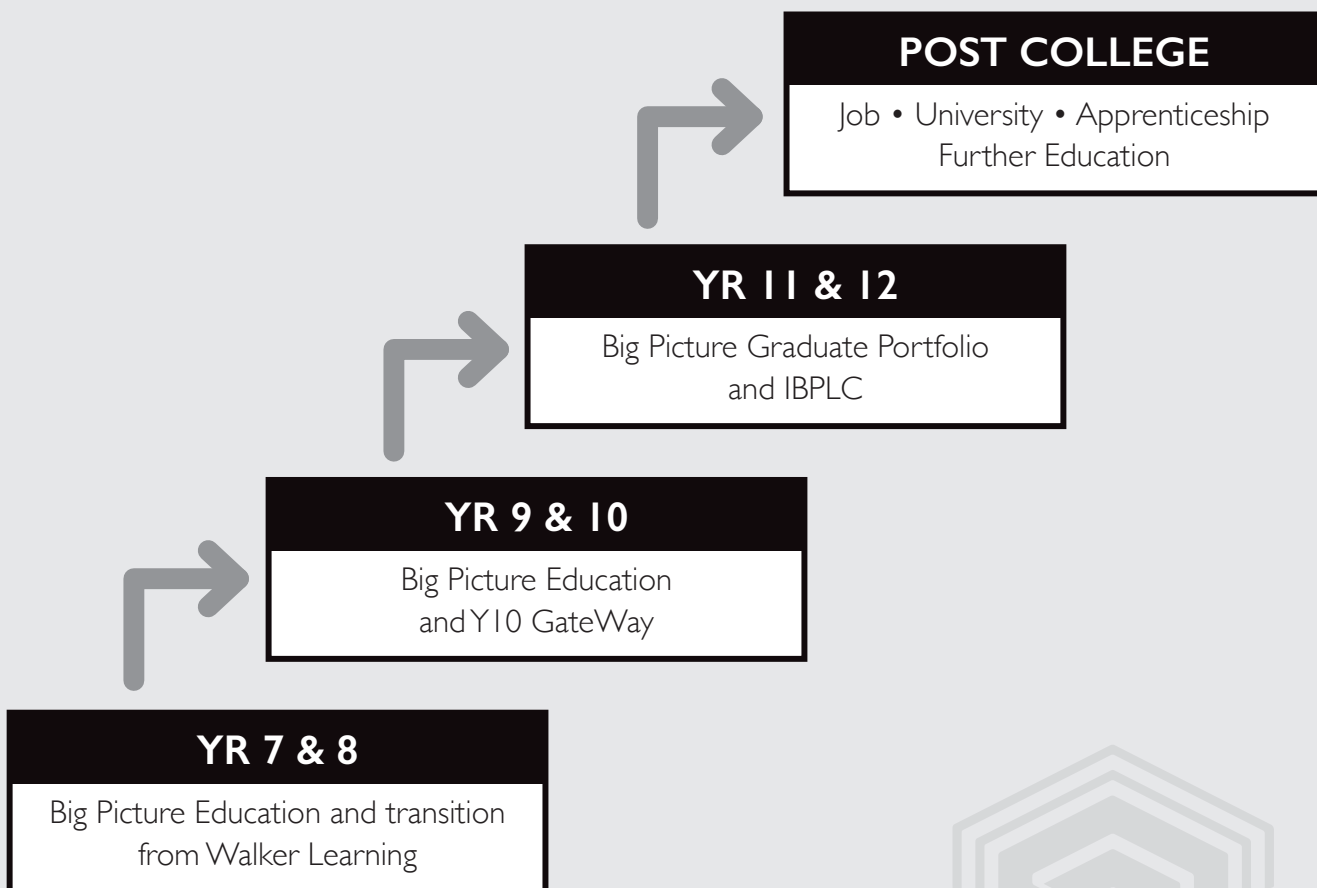 POST COLLEGE
Job • University • Apprenticeship
Further Education
YR 11 & 12
Big Picture Graduate Portfolio
and IBPLC
YR 9 & 10
Big Picture Education
and Y10 GateWay
YR 7 & 8
Big Picture Education and transition
from Walker Learning